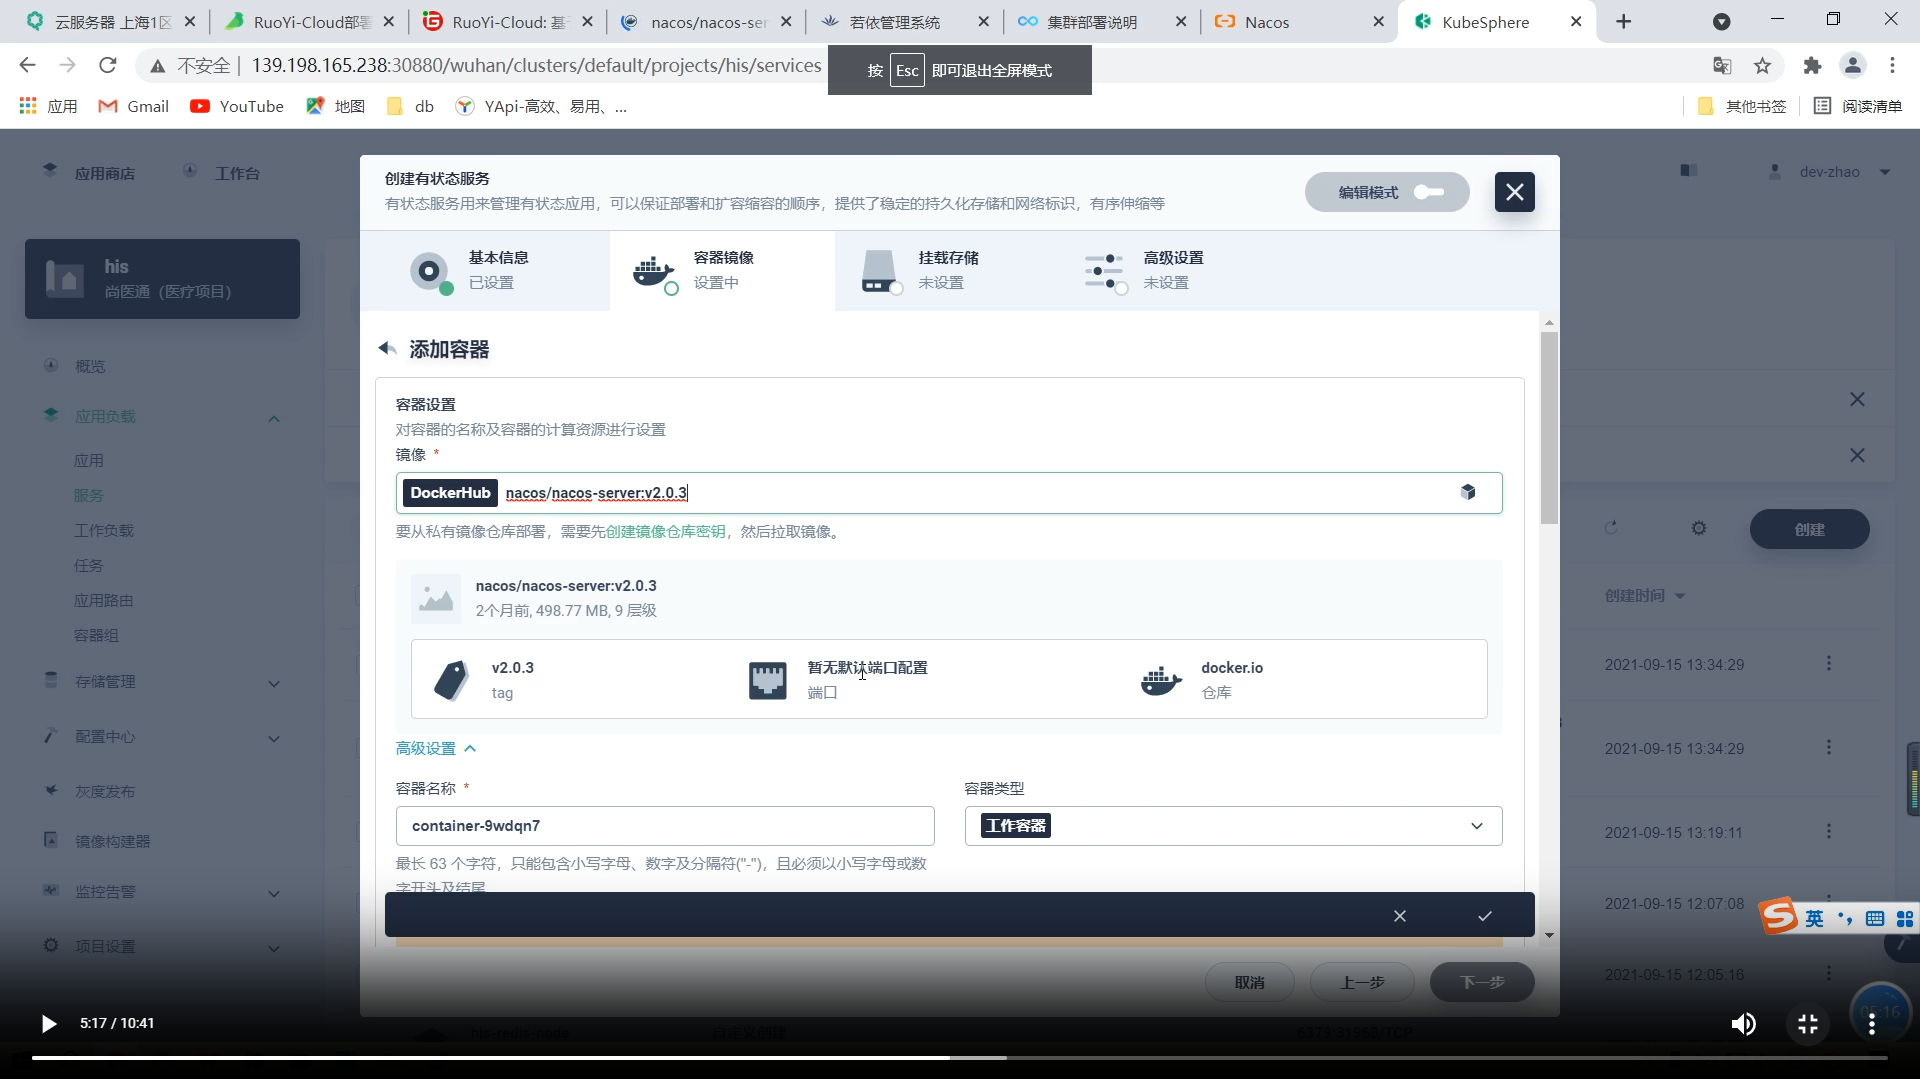 云服务器 上海1区
RuoYi-Cloud部署
RuoYi-Cloud: 基于
nacos/nacos-ser
若依管理系统
集群部署说明
Nacos
KubeSphere
不安全
139.198.165.238:30880/wuhan/clusters/default/projects/his/services
按 Esc 即可退出全屏模式
应用
Gmail
YouTube
地图
db
YApi-高效、易用、...
其他书签
阅读清单
应用商店
工作台
dev-zhao
创建有状态服务
有状态服务用来管理有状态应用，可以保证部署和扩容缩容的顺序，提供了稳定的持久化存储和网络标识，有序伸缩等
编辑模式
基本信息
已设置
容器镜像
设置中
挂载存储
未设置
高级设置
未设置
his
尚医通（医疗项目）
概览
应用负载
应用
服务
工作负载
任务
应用路由
容器组
存储管理
配置中心
灰度发布
镜像构建器
监控告警
项目设置
添加容器
容器设置
对容器的名称及容器的计算资源进行设置
镜像 *
DockerHub nacos/nacos-server:v2.0.3
要从私有镜像仓库部署，需要先创建镜像仓库密钥，然后拉取镜像。
nacos/nacos-server:v2.0.3
2个月前, 498.77 MB, 9 层级
v2.0.3
tag
暂无默认端口配置
端口
docker.io
仓库
高级设置
容器名称 *
container-9wdqn7
容器类型
工作容器
最长 63 个字符，只能包含小写字母、数字及分隔符("-")，且必须以小写字母或数
字开头及结尾
取消
上一步
下一步
创建
创建时间
2021-09-15 13:34:29
2021-09-15 13:34:29
2021-09-15 13:19:11
2021-09-15 12:07:08
2021-09-15 12:05:16
英
his-redis-node
自定义创建
6379:31968/TCP
05:16
5:17 / 10:41